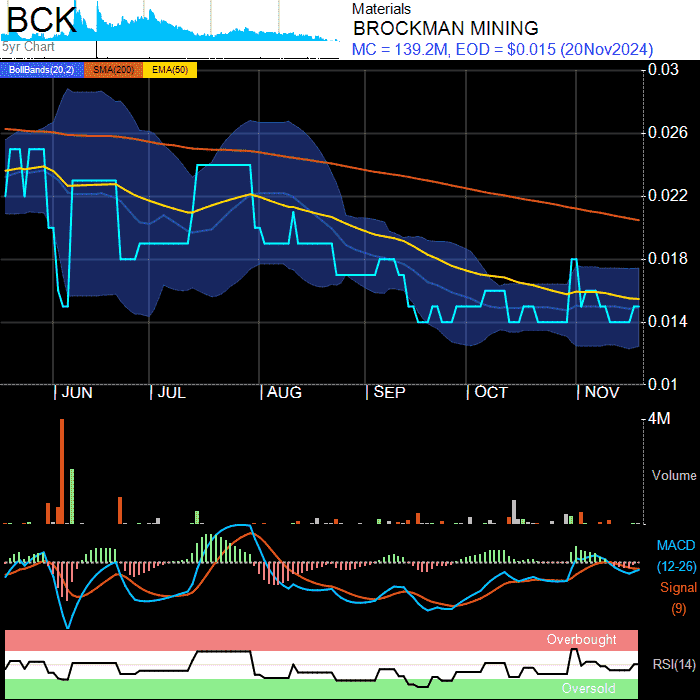 BCK
5yr Chart
Materials
BROCKMAN MINING
MC = 139.2M, EOD = $0.015 (20Nov2024)
BollBands(20,2) SMA(200) EMA(50)
0.03
0.026
0.022
0.018
0.014
0.01
JUN JUL AUG SEP OCT NOV
4M
Volume
MACD
(12-26)
Signal
(9)
Overbought
RSI(14)
Oversold